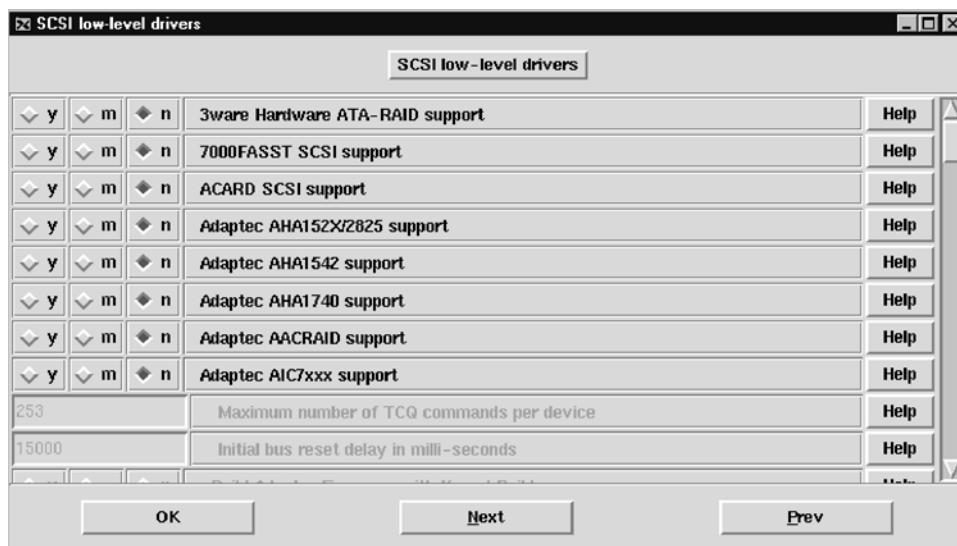 SCSI low-level drivers
SCSI low-level drivers
y m n 3ware Hardware ATA-RAID support Help
y m n 7000FASST SCSI support Help
y m n ACARD SCSI support Help
y m n Adaptec AHA152X/2825 support Help
y m n Adaptec AHA1542 support Help
y m n Adaptec AHA1740 support Help
y m n Adaptec AACRAID support Help
y m n Adaptec AIC7xxx support Help
253 Maximum number of TCQ commands per device Help
15000 Initial bus reset delay in milli-seconds Help
OK Next Prev